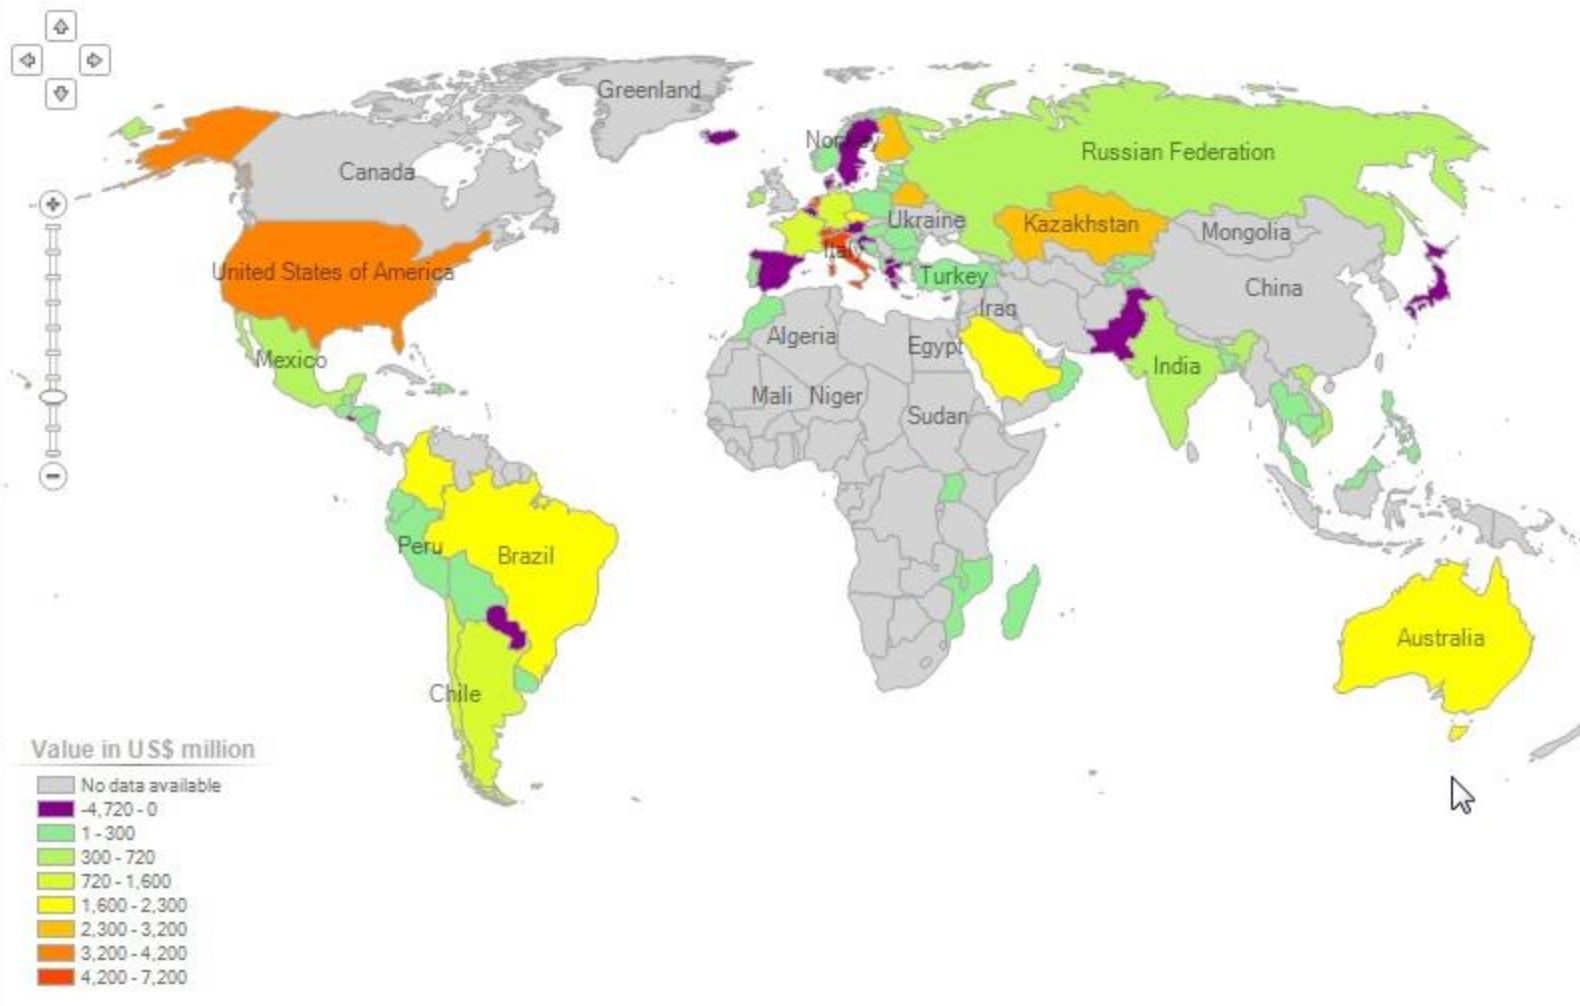 Greenland
Norway
Russian Federation
Canada
Ukraine
Kazakhstan
Mongolia
Italy
United States of America
Turkey
China
Iraq
Algeria
Egypt
Mexico
India
Mali
Niger
Sudan
Peru
Brazil
Australia
Chile
Value in US$ million
No data available
-4,720 - 0
1 - 300
300 - 720
720 - 1,600
1,600 - 2,300
2,300 - 3,200
3,200 - 4,200
4,200 - 7,200